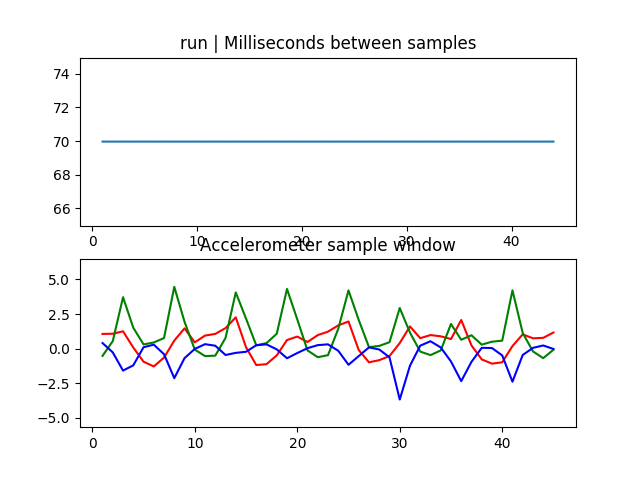 run | Milliseconds between samples
74
72
70
68
66
0 10 20 30 40
Accelerometer sample window
5.0
2.5
0.0
−2.5
−5.0
0 10 20 30 40